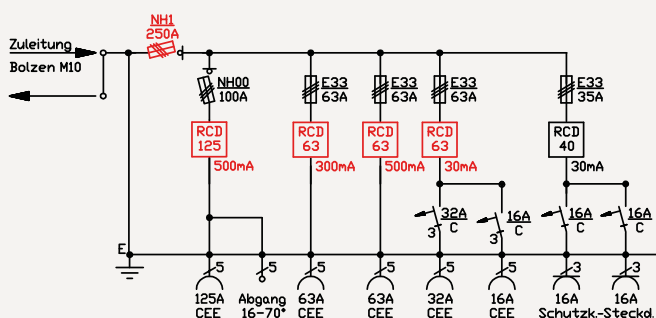 NH1
250A
Zuleitung
Bolzen M10
NH00
100A
E33
63A
E33
63A
E33
63A
E33
35A
RCD
125
500mA
RCD
63
300mA
RCD
63
500mA
RCD
63
30mA
RCD
40
30mA
32A
C
3
16A
C
3
16A
C
16A
C
E
5
5
5
5
5
5
3
3
125A
CEE
Abgang
16-70°
63A
CEE
63A
CEE
32A
CEE
16A
CEE
16A
16A
Schutzk.-Steckd.